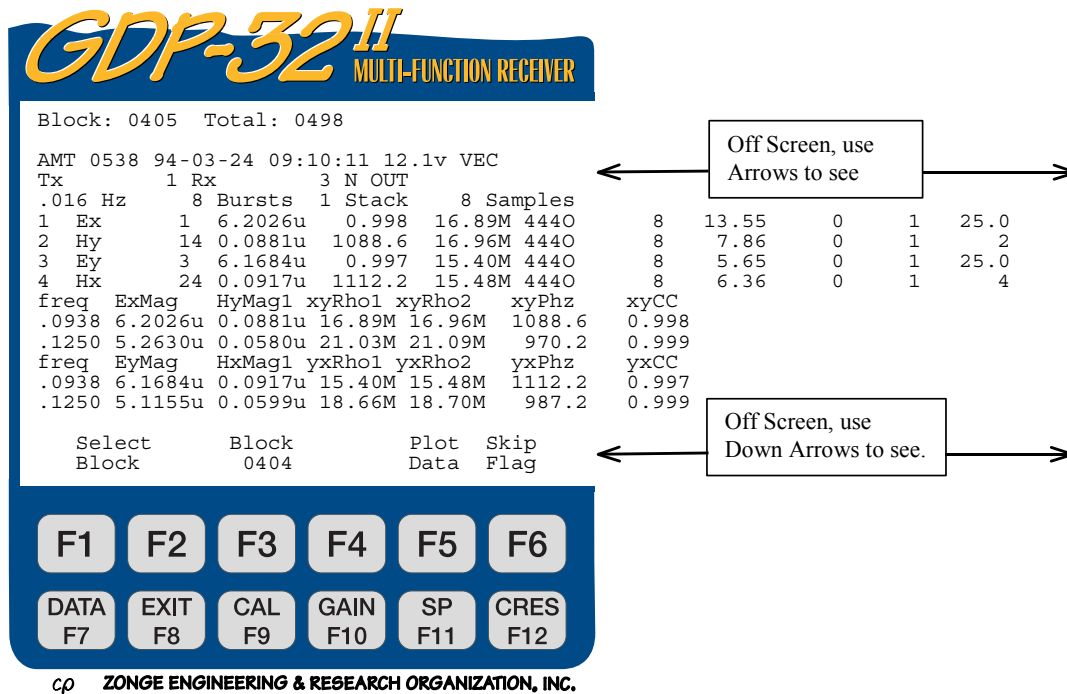 GDP-32 II
MULTI-FUNCTION RECEIVER
Block: 0405 Total: 0498
AMT 0538 94-03-24 09:10:11 12.1v VEC
Tx 1 Rx 3 N OUT
.016 Hz 8 Bursts 1 Stack 8 Samples
1 Ex 1 6.2026u 0.998 16.89M 444O 8 13.55 0 1 25.0
2 Hy 14 0.0881u 1088.6 16.96M 444O 8 7.86 0 1 2
3 Ey 3 6.1684u 0.997 15.40M 444O 8 5.65 0 1 25.0
4 Hx 24 0.0917u 1112.2 15.48M 444O 8 6.36 0 1 4
freq ExMag HyMag1 xyRho1 xyRho2 xyPhz xyCC
.0938 6.2026u 0.0881u 16.89M 16.96M 1088.6 0.998
.1250 5.2630u 0.0580u 21.03M 21.09M 970.2 0.999
freq EyMag HxMag1 yxRho1 yxRho2 yxPhz yxCC
.0938 6.1684u 0.0917u 15.40M 15.48M 1112.2 0.997
.1250 5.1155u 0.0599u 18.66M 18.70M 987.2 0.999
Select Block Plot Skip
Block 0404 Data Flag
Off Screen, use
Arrows to see
Off Screen, use
Down Arrows to see.
F1 F2 F3 F4 F5 F6
DATA EXIT CAL GAIN SP CRES
F7 F8 F9 F10 F11 F12
cρ ZONGE ENGINEERING & RESEARCH ORGANIZATION, INC.